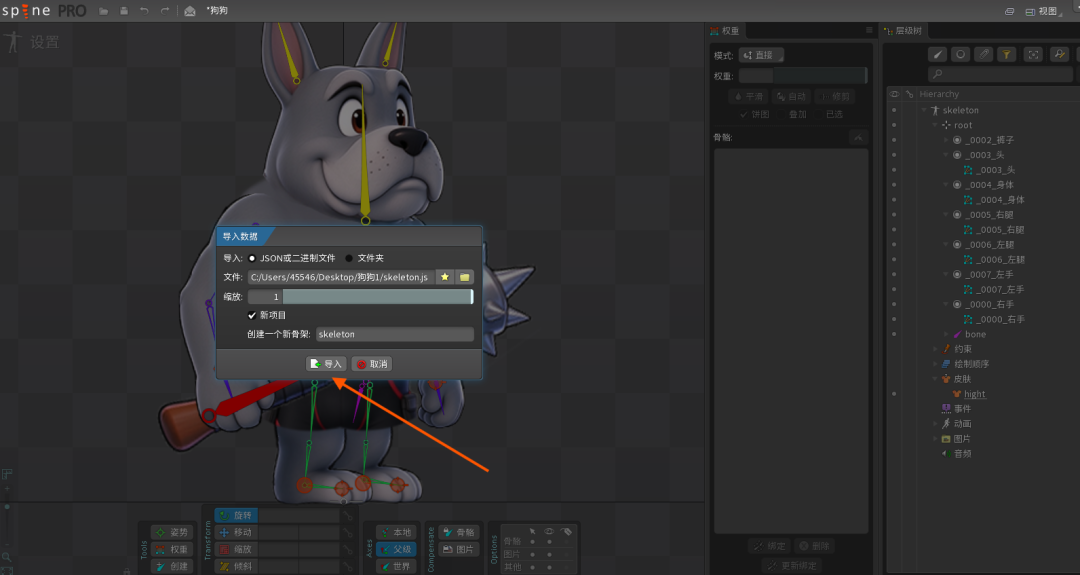 spine PRO
*狗狗
视图
设置
导入数据
导入: JSON或二进制文件 文件夹
文件: C:/Users/45546/Desktop/狗狗1/skeleton.js
缩放: 1
新项目
创建一个新骨架: skeleton
导入 取消
权重
模式: 直接
权重:
平滑 自动 修剪
饼图 叠加 已选
骨骼:
绑定 删除
更新绑定
层级树
Hierarchy
skeleton
root
_0002_裤子
_0003_头
_0003_头
_0004_身体
_0004_身体
_0005_右腿
_0005_右腿
_0006_左腿
_0006_左腿
_0007_左手
_0007_左手
_0000_右手
_0000_右手
bone
约束
绘制顺序
皮肤
hight
事件
动画
图片
音频
Tools
姿势
权重
创建
Transform
旋转
移动
缩放
倾斜
Axes
本地
父级
世界
Compensate
骨骼
图片
Options
骨骼
图片
其他